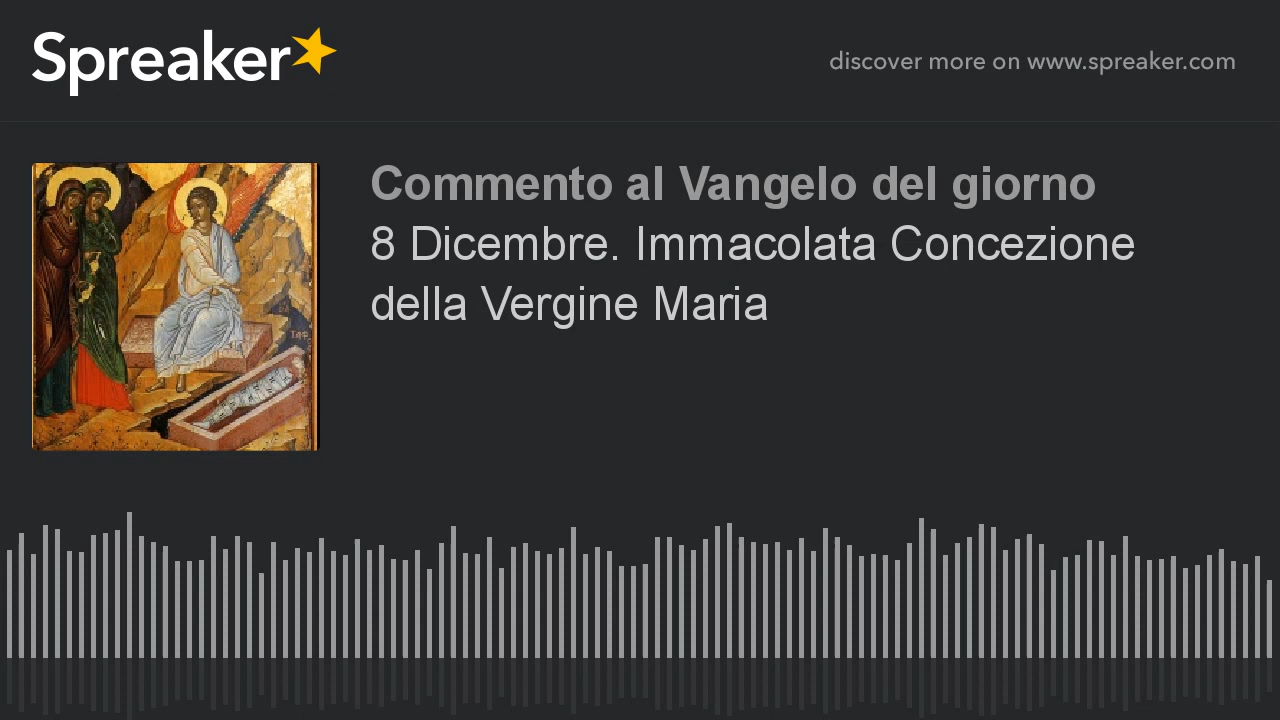 Spreaker
discover more on www.spreaker.com
Commento al Vangelo del giorno
8 Dicembre. Immacolata Concezione
della Vergine Maria